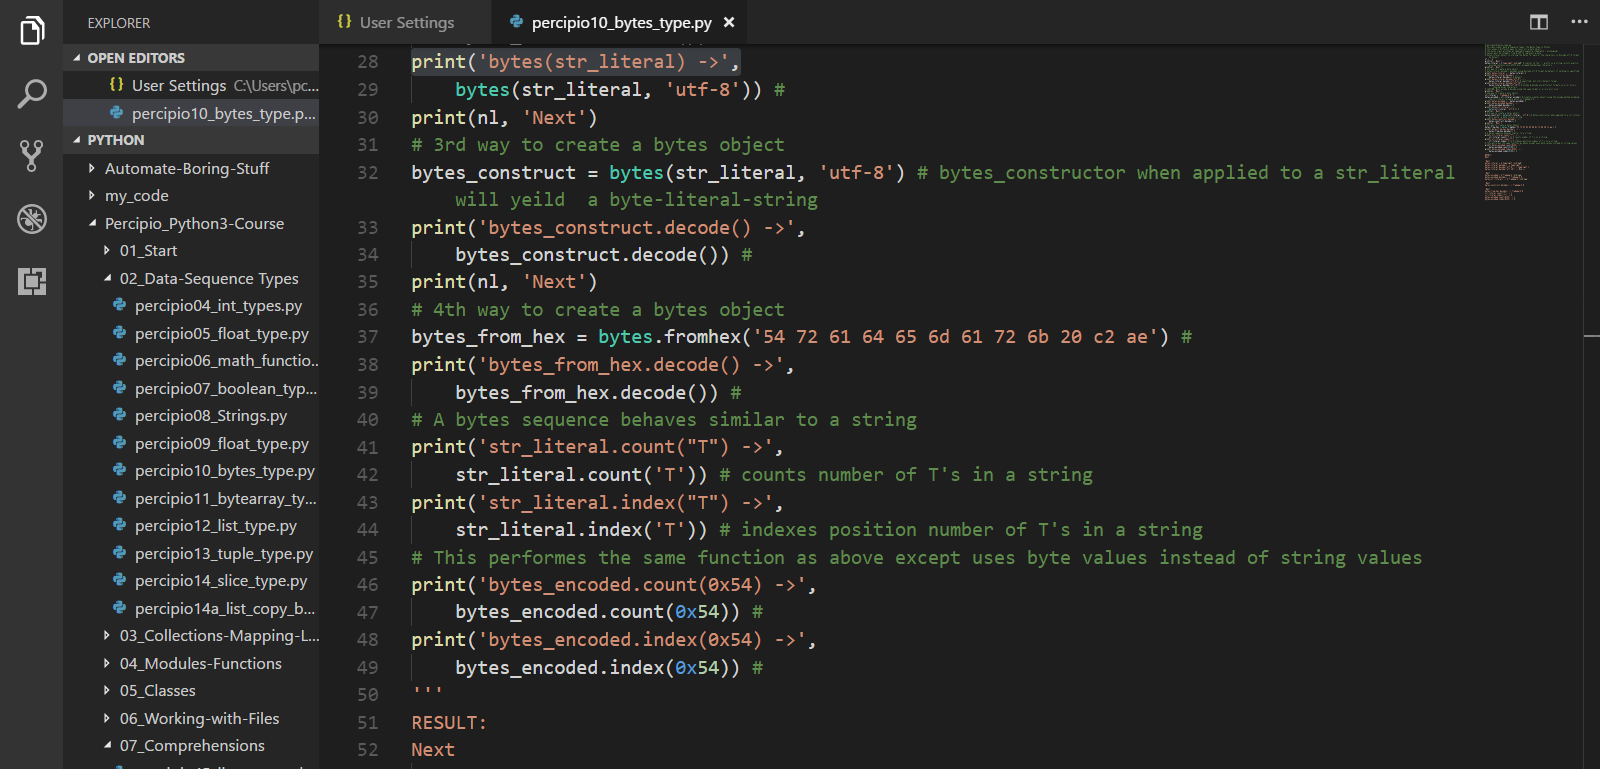 EXPLORER
OPEN EDITORS
{} User Settings C:\Users\pc...
percipio10_bytes_type.p...
PYTHON
Automate-Boring-Stuff
my_code
Percipio_Python3-Course
01_Start
02_Data-Sequence Types
percipio04_int_types.py
percipio05_float_type.py
percipio06_math_functio...
percipio07_boolean_typ...
percipio08_Strings.py
percipio09_float_type.py
percipio10_bytes_type.py
percipio11_bytearray_ty...
percipio12_list_type.py
percipio13_tuple_type.py
percipio14_slice_type.py
percipio14a_list_copy_b...
03_Collections-Mapping-L...
04_Modules-Functions
05_Classes
06_Working-with-Files
07_Comprehensions
{} User Settings
percipio10_bytes_type.py ×
28 print('bytes(str_literal) ->',
29     bytes(str_literal, 'utf-8')) #
30 print(nl, 'Next')
31 # 3rd way to create a bytes object
32 bytes_construct = bytes(str_literal, 'utf-8') # bytes_constructor when applied to a str_literal
    will yeild  a byte-literal-string
33 print('bytes_construct.decode() ->',
34     bytes_construct.decode()) #
35 print(nl, 'Next')
36 # 4th way to create a bytes object
37 bytes_from_hex = bytes.fromhex('54 72 61 64 65 6d 61 72 6b 20 c2 ae') #
38 print('bytes_from_hex.decode() ->',
39     bytes_from_hex.decode()) #
40 # A bytes sequence behaves similar to a string
41 print('str_literal.count("T") ->',
42     str_literal.count('T')) # counts number of T's in a string
43 print('str_literal.index("T") ->',
44     str_literal.index('T')) # indexes position number of T's in a string
45 # This performes the same function as above except uses byte values instead of string values
46 print('bytes_encoded.count(0x54) ->',
47     bytes_encoded.count(0x54)) #
48 print('bytes_encoded.index(0x54) ->',
49     bytes_encoded.index(0x54)) #
50 '''
51 RESULT:
52 Next